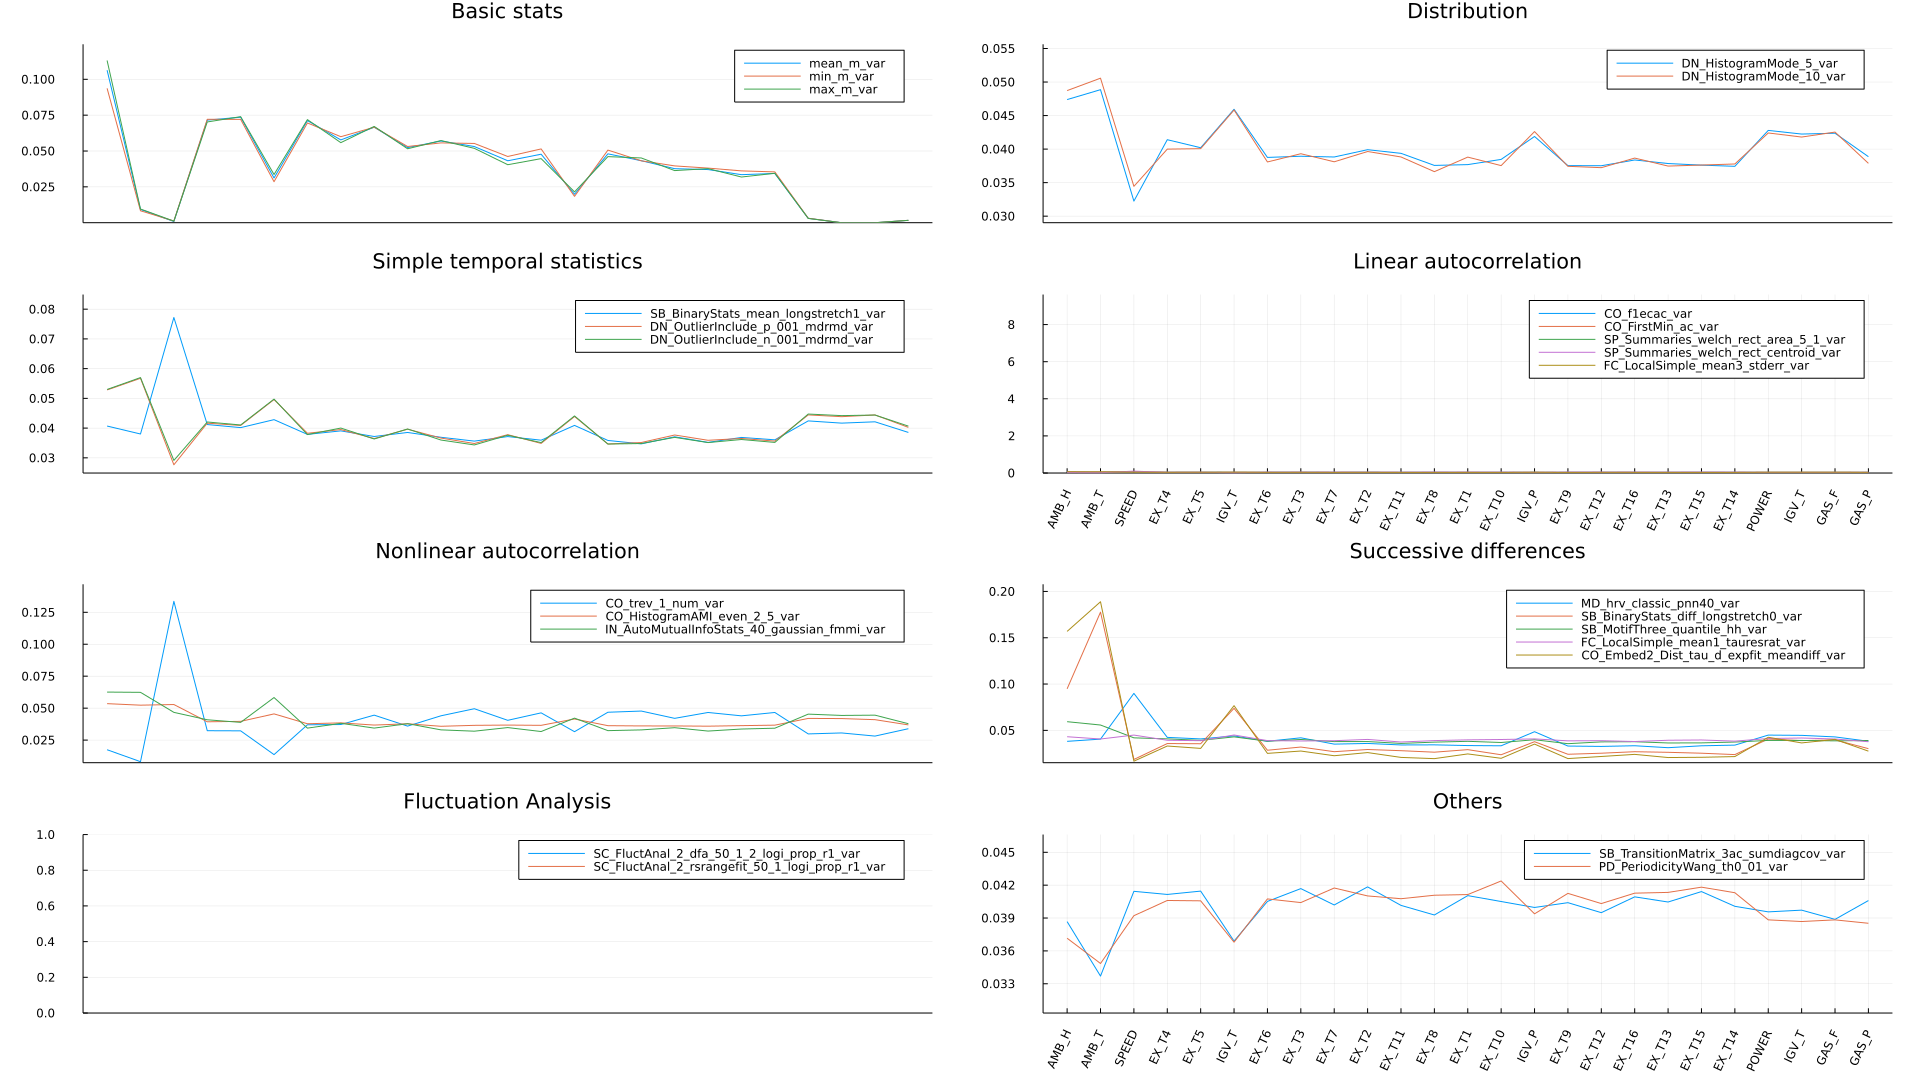 Basic stats
0.100
0.075
0.050
0.025
mean_m_var
min_m_var
max_m_var
Distribution
0.055
0.050
0.045
0.040
0.035
0.030
DN_HistogramMode_5_var
DN_HistogramMode_10_var
Simple temporal statistics
0.08
0.07
0.06
0.05
0.04
0.03
SB_BinaryStats_mean_longstretch1_var
DN_OutlierInclude_p_001_mdrmd_var
DN_OutlierInclude_n_001_mdrmd_var
Linear autocorrelation
8
6
4
2
0
CO_f1ecac_var
CO_FirstMin_ac_var
SP_Summaries_welch_rect_area_5_1_var
SP_Summaries_welch_rect_centroid_var
FC_LocalSimple_mean3_stderr_var
AMB_H
AMB_T
SPEED
EX_T4
EX_T5
IGV_T
EX_T6
EX_T3
EX_T7
EX_T2
EX_T11
EX_T8
EX_T1
EX_T10
IGV_P
EX_T9
EX_T12
EX_T16
EX_T13
EX_T15
EX_T14
POWER
IGV_T
GAS_F
GAS_P
Nonlinear autocorrelation
0.125
0.100
0.075
0.050
0.025
CO_trev_1_num_var
CO_HistogramAMI_even_2_5_var
IN_AutoMutualInfoStats_40_gaussian_fmmi_var
Successive differences
0.20
0.15
0.10
0.05
MD_hrv_classic_pnn40_var
SB_BinaryStats_diff_longstretch0_var
SB_MotifThree_quantile_hh_var
FC_LocalSimple_mean1_tauresrat_var
CO_Embed2_Dist_tau_d_expfit_meandiff_var
Fluctuation Analysis
1.0
0.8
0.6
0.4
0.2
0.0
SC_FluctAnal_2_dfa_50_1_2_logi_prop_r1_var
SC_FluctAnal_2_rsrangefit_50_1_logi_prop_r1_var
Others
0.045
0.042
0.039
0.036
0.033
SB_TransitionMatrix_3ac_sumdiagcov_var
PD_PeriodicityWang_th0_01_var
AMB_H
AMB_T
SPEED
EX_T4
EX_T5
IGV_T
EX_T6
EX_T3
EX_T7
EX_T2
EX_T11
EX_T8
EX_T1
EX_T10
IGV_P
EX_T9
EX_T12
EX_T16
EX_T13
EX_T15
EX_T14
POWER
IGV_T
GAS_F
GAS_P